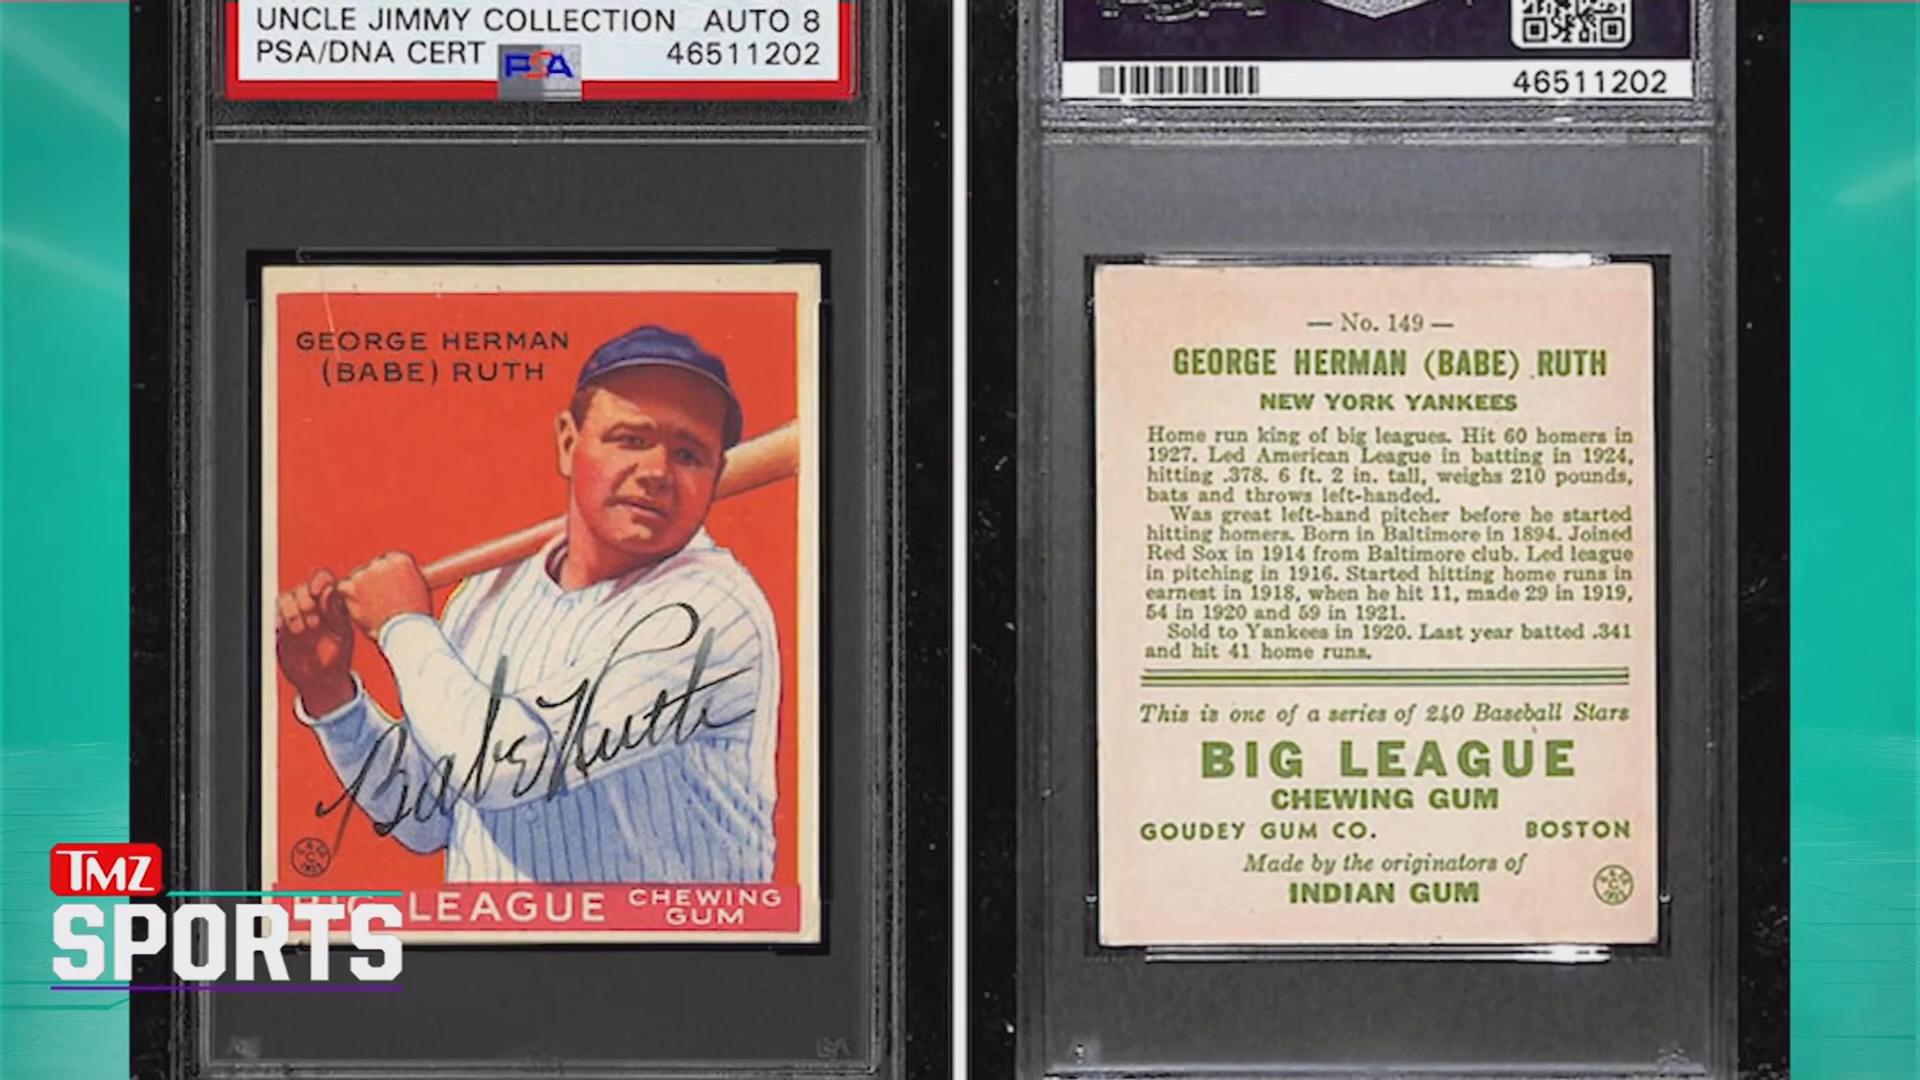 UNCLE JIMMY COLLECTION AUTO 8
PSA/DNA CERT PSA 46511202
GEORGE HERMAN
(BABE) RUTH
Babe Ruth
BIG LEAGUE CHEWING GUM
46511202
— No. 149 —
GEORGE HERMAN (BABE) RUTH
NEW YORK YANKEES
Home run king of big leagues. Hit 60 homers in
1927. Led American League in batting in 1924,
hitting .378. 6 ft. 2 in. tall, weighs 210 pounds,
bats and throws left-handed.
Was great left-hand pitcher before he started
hitting homers. Born in Baltimore in 1894. Joined
Red Sox in 1914 from Baltimore club. Led league
in pitching in 1916. Started hitting home runs in
earnest in 1918, when he hit 11, made 29 in 1919,
54 in 1920 and 59 in 1921.
Sold to Yankees in 1920. Last year batted .341
and hit 41 home runs.
This is one of a series of 240 Baseball Stars
BIG LEAGUE
CHEWING GUM
GOUDEY GUM CO. BOSTON
Made by the originators of
INDIAN GUM
TMZ
SPORTS